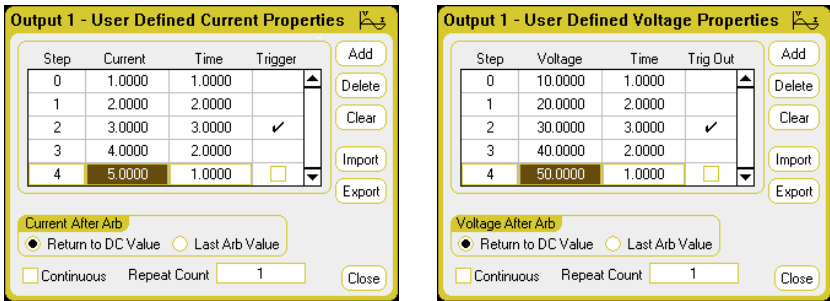 Output 1 - User Defined Current Properties
Step Current Time Trigger
0 1.0000 1.0000
1 2.0000 2.0000
2 3.0000 3.0000 ✓
3 4.0000 2.0000
4 5.0000 1.0000
Add
Delete
Clear
Import
Export
Current After Arb
Return to DC Value Last Arb Value
Continuous Repeat Count 1
Close
Output 1 - User Defined Voltage Properties
Step Voltage Time Trig Out
0 10.0000 1.0000
1 20.0000 2.0000
2 30.0000 3.0000 ✓
3 40.0000 2.0000
4 50.0000 1.0000
Add
Delete
Clear
Import
Export
Voltage After Arb
Return to DC Value Last Arb Value
Continuous Repeat Count 1
Close